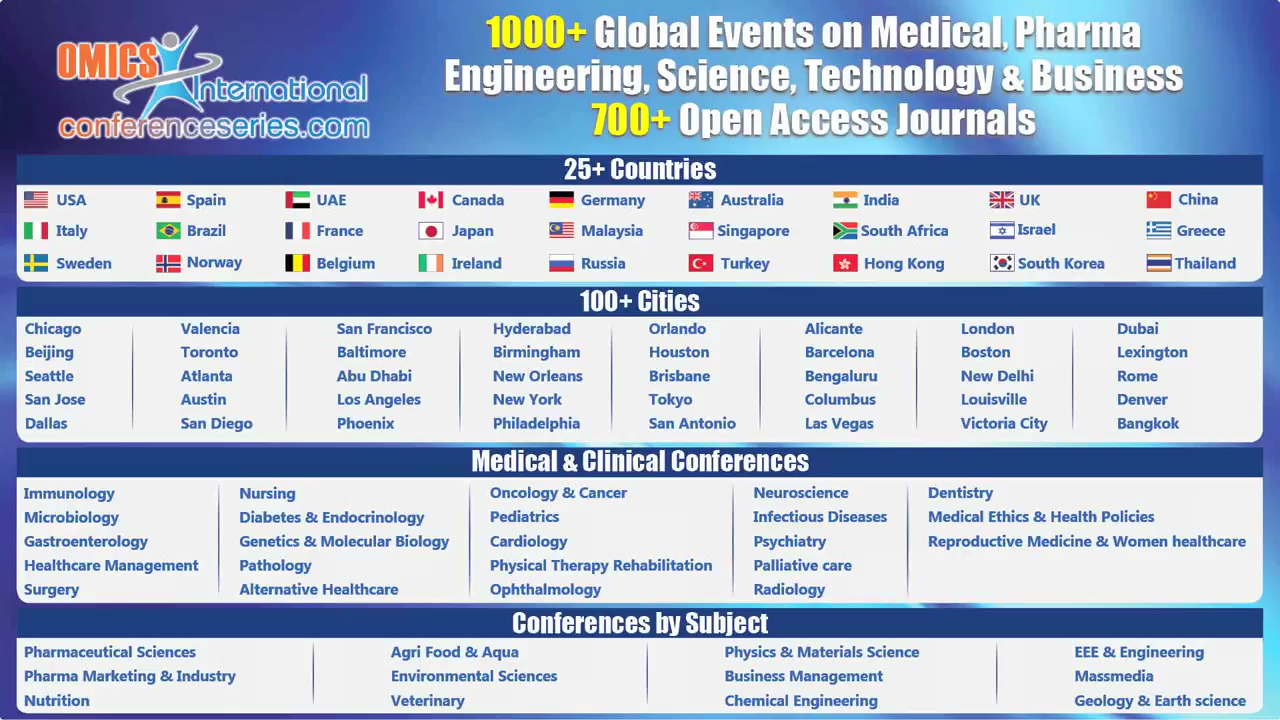 OMICS
International
conferenceseries.com
1000+ Global Events on Medical, Pharma
Engineering, Science, Technology & Business
700+ Open Access Journals
25+ Countries
USA Spain UAE Canada Germany Australia India UK China
Italy Brazil France Japan Malaysia Singapore South Africa Israel Greece
Sweden Norway Belgium Ireland Russia Turkey Hong Kong South Korea Thailand
100+ Cities
Chicago Valencia San Francisco Hyderabad Orlando Alicante London Dubai
Beijing Toronto Baltimore Birmingham Houston Barcelona Boston Lexington
Seattle Atlanta Abu Dhabi New Orleans Brisbane Bengaluru New Delhi Rome
San Jose Austin Los Angeles New York Tokyo Columbus Louisville Denver
Dallas San Diego Phoenix Philadelphia San Antonio Las Vegas Victoria City Bangkok
Medical & Clinical Conferences
Immunology Nursing Oncology & Cancer Neuroscience Dentistry
Microbiology Diabetes & Endocrinology Pediatrics Infectious Diseases Medical Ethics & Health Policies
Gastroenterology Genetics & Molecular Biology Cardiology Psychiatry Reproductive Medicine & Women healthcare
Healthcare Management Pathology Physical Therapy Rehabilitation Palliative care
Surgery Alternative Healthcare Ophthalmology Radiology
Conferences by Subject
Pharmaceutical Sciences Agri Food & Aqua Physics & Materials Science EEE & Engineering
Pharma Marketing & Industry Environmental Sciences Business Management Massmedia
Nutrition Veterinary Chemical Engineering Geology & Earth science